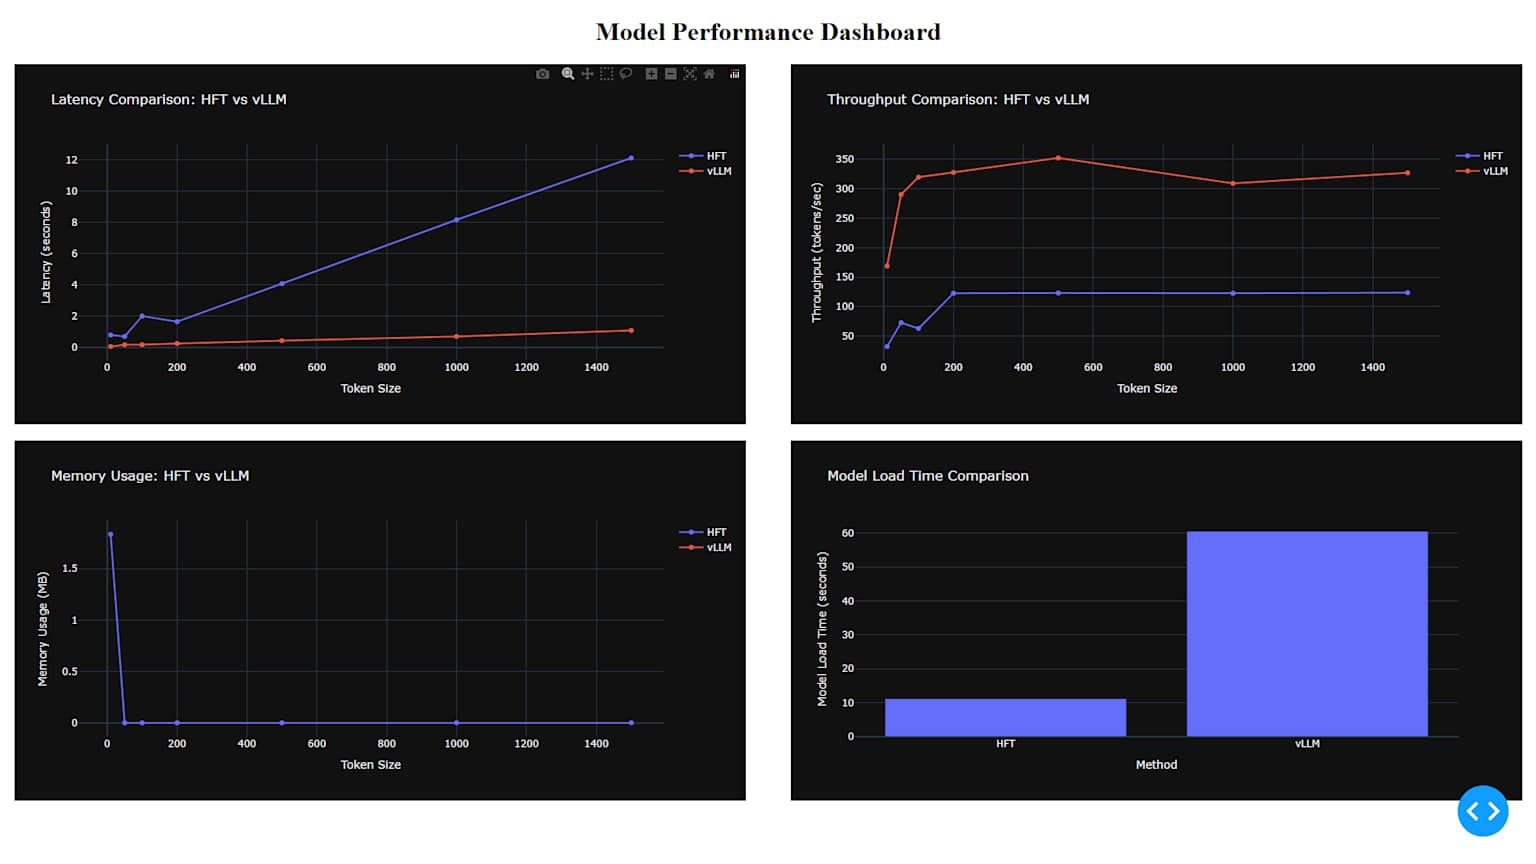 Model Performance Dashboard
Latency Comparison: HFT vs vLLM
HFT
vLLM
12
10
8
6
4
2
0
Latency (seconds)
0 200 400 600 800 1000 1200 1400
Token Size
Throughput Comparison: HFT vs vLLM
HFT
vLLM
350
300
250
200
150
100
50
Throughput (tokens/sec)
0 200 400 600 800 1000 1200 1400
Token Size
Memory Usage: HFT vs vLLM
HFT
vLLM
1.5
1
0.5
0
Memory Usage (MB)
0 200 400 600 800 1000 1200 1400
Token Size
Model Load Time Comparison
60
50
40
30
20
10
0
Model Load Time (seconds)
HFT vLLM
Method